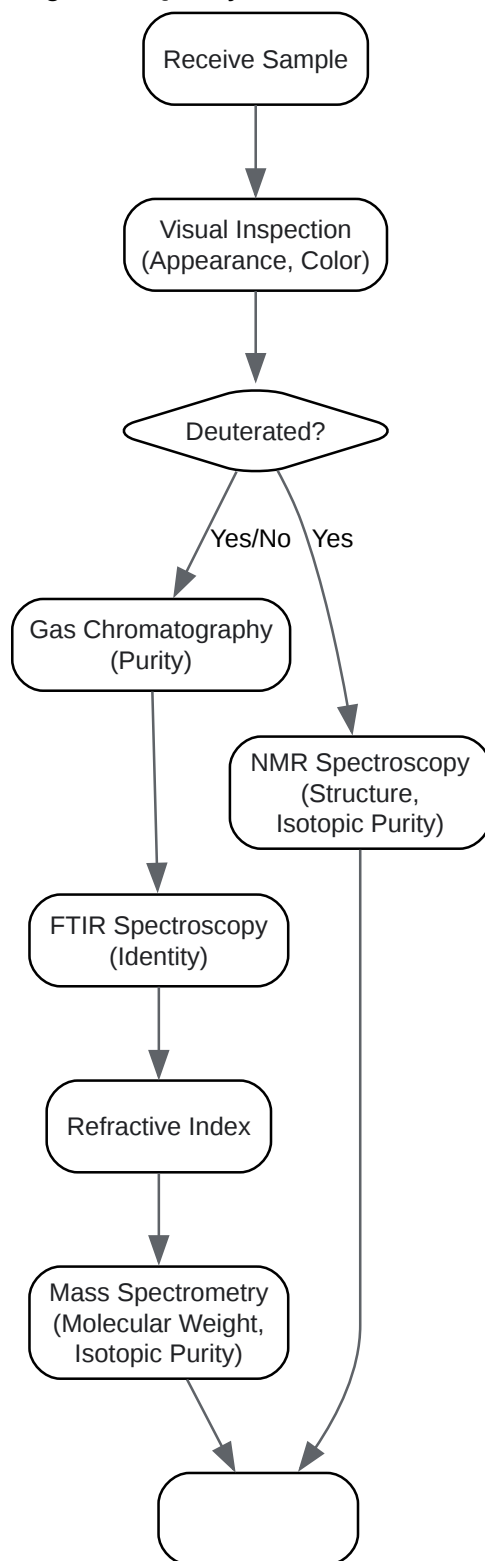 Receive Sample
Visual Inspection
(Appearance, Color)
Deuterated?
Yes/No
Yes
Gas Chromatography
(Purity)
NMR Spectroscopy
(Structure,
Isotopic Purity)
FTIR Spectroscopy
(Identity)
Refractive Index
Mass Spectrometry
(Molecular Weight,
Isotopic Purity)